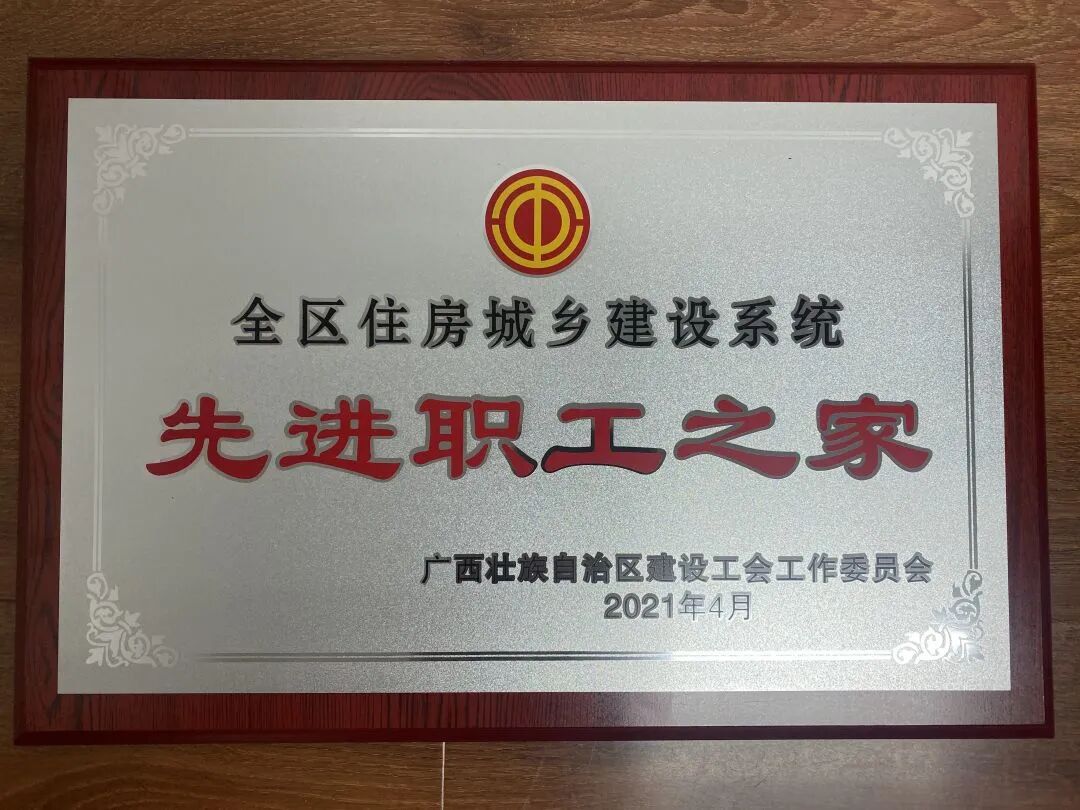 全区住房城乡建设系统
先进职工之家
广西壮族自治区建设工会工作委员会
2021年4月